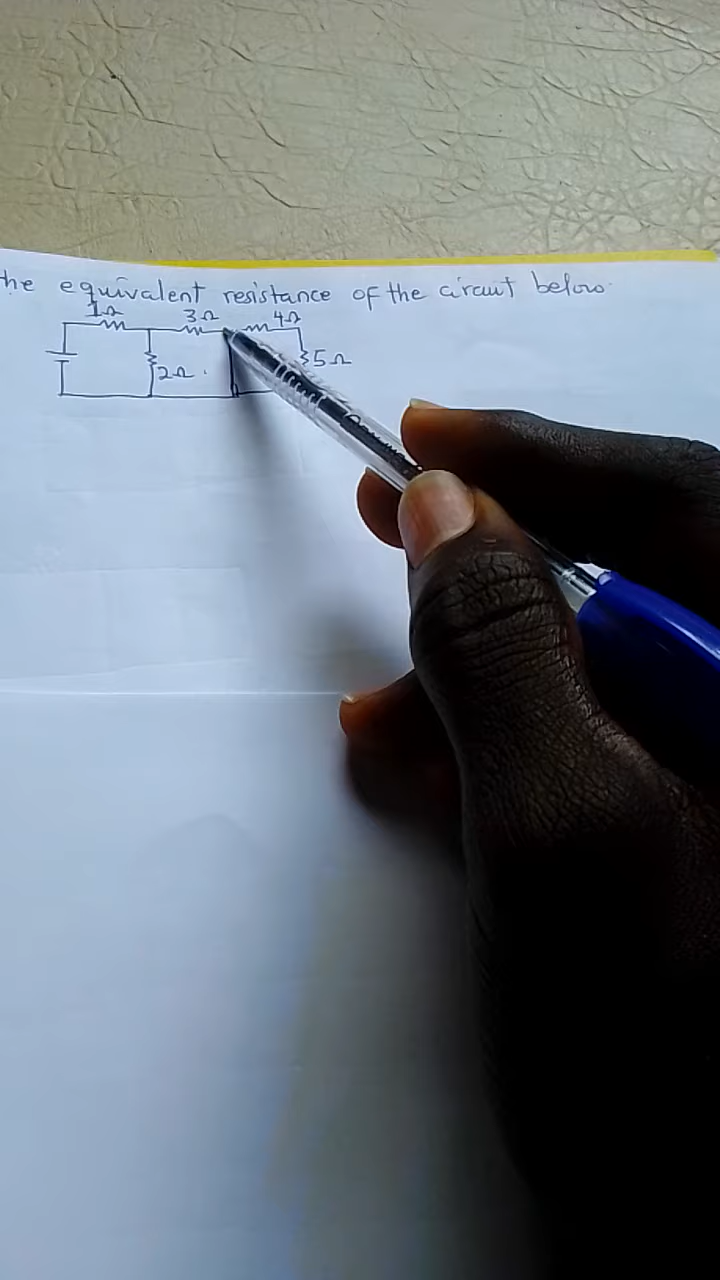 he equivalent resistance of the circuit below.
1Ω 3Ω 4Ω
2Ω 5Ω